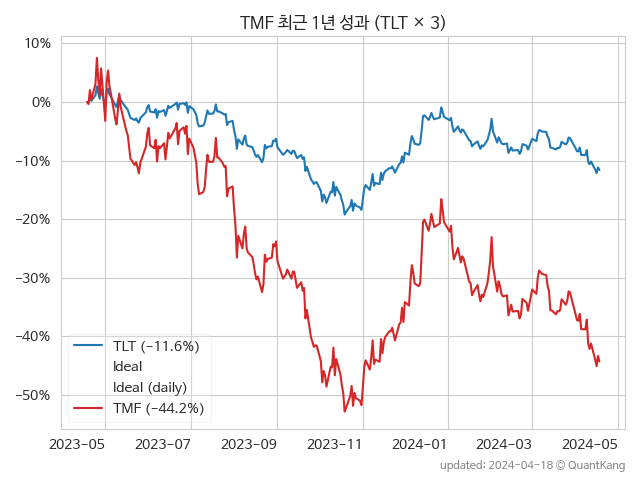 TMF 최근 1년 성과 (TLT × 3)
10%
0%
−10%
−20%
−30%
−40%
−50%
TLT (−11.6%)
Ideal
Ideal (daily)
TMF (−44.2%)
2023−05 2023−07 2023−09 2023−11 2024−01 2024−03 2024−05
updated: 2024−04−18 © QuantKang